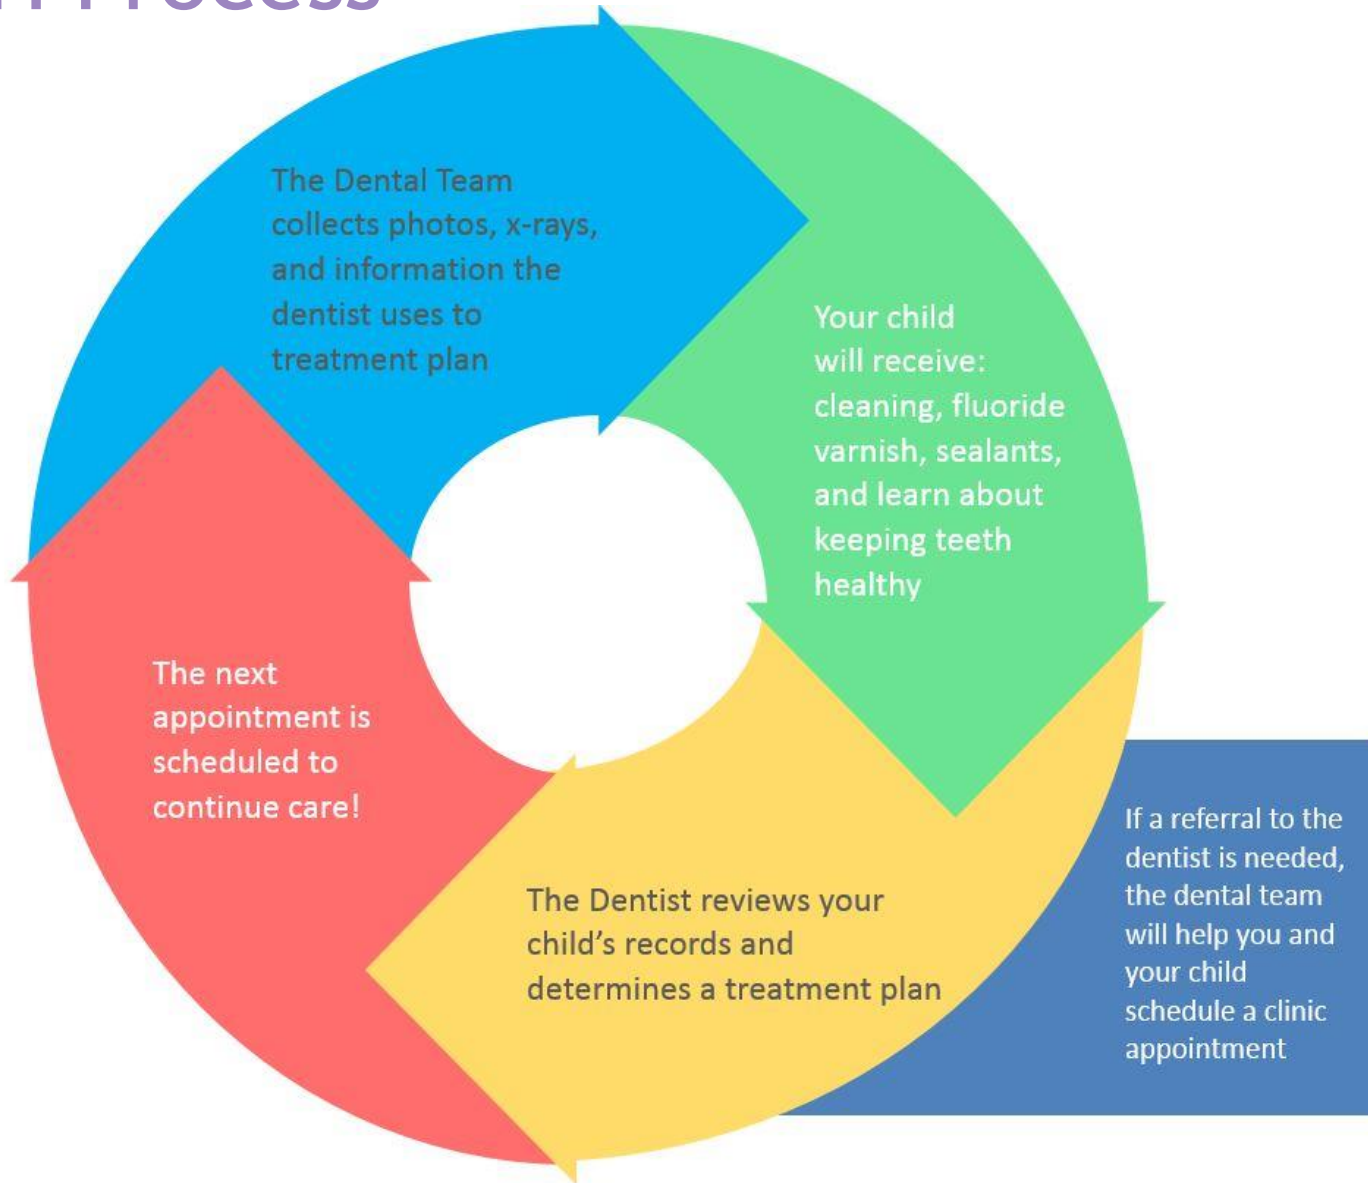 Process
The Dental Team
collects photos, x-rays,
and information the
dentist uses to
treatment plan
Your child
will receive:
cleaning, fluoride
varnish, sealants,
and learn about
keeping teeth
healthy
The Dentist reviews your
child’s records and
determines a treatment plan
If a referral to the
dentist is needed,
the dental team
will help you and
your child
schedule a clinic
appointment
The next
appointment is
scheduled to
continue care!